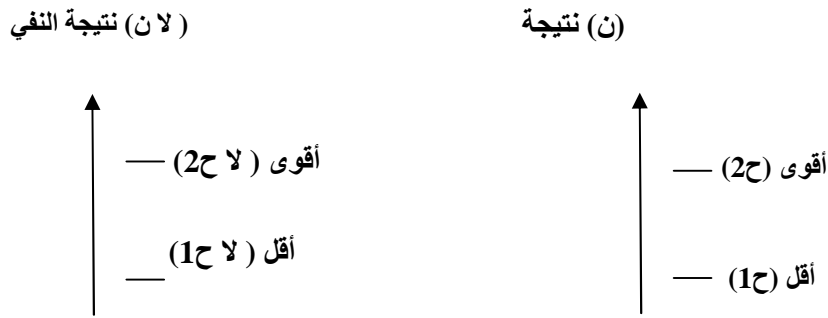 (ن) نتيجة
( لا ن) نتيجة النفي
أقوى (ح2)
أقوى ( لا ح2)
أقل (ح1)
أقل ( لا ح1)